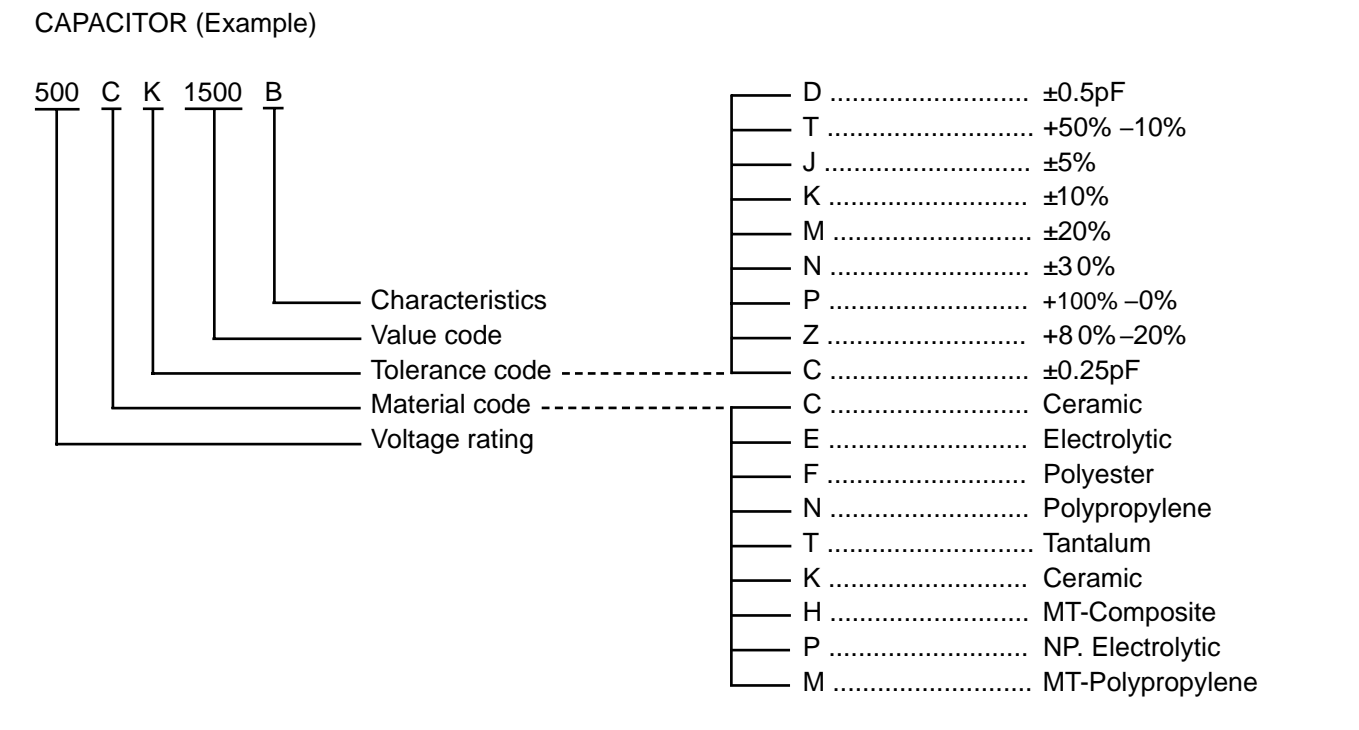 CAPACITOR (Example)
500 C K 1500 B
D ........................... ±0.5pF
T ............................ +50% –10%
J ............................ ±5%
K ........................... ±10%
M ........................... ±20%
N ........................... ±30%
Characteristics P ........................... +100% –0%
Value code Z ........................... +80%–20%
Tolerance code C ........................... ±0.25pF
Material code C ........................... Ceramic
Voltage rating E ........................... Electrolytic
F ........................... Polyester
N ........................... Polypropylene
T ............................ Tantalum
K ........................... Ceramic
H ........................... MT-Composite
P ........................... NP. Electrolytic
M ........................... MT-Polypropylene